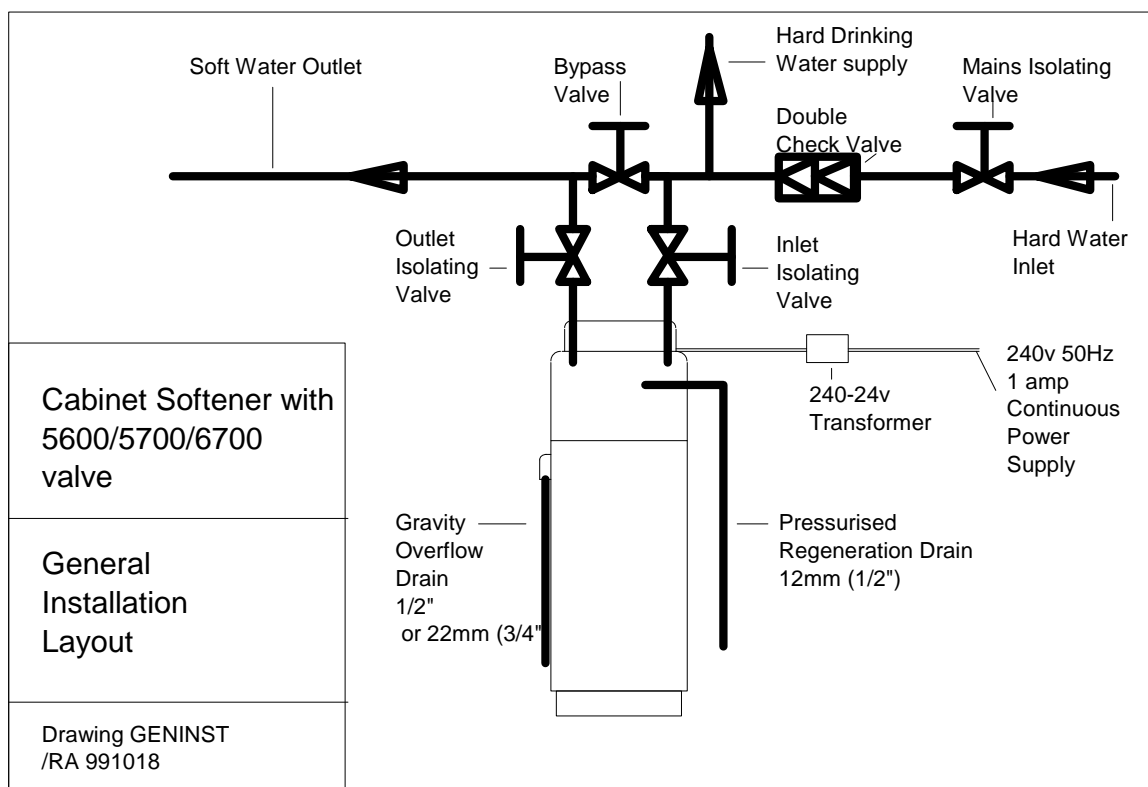 Soft Water Outlet
Bypass
Valve
Hard Drinking
Water supply
Mains Isolating
Valve
Double
Check Valve
Outlet
Isolating
Valve
Inlet
Isolating
Valve
Hard Water
Inlet
240-24v
Transformer
240v 50Hz
1 amp
Continuous
Power
Supply
Cabinet Softener with
5600/5700/6700
valve
Gravity
Overflow
Drain
1/2"
or 22mm (3/4"
Pressurised
Regeneration Drain
12mm (1/2")
General
Installation
Layout
Drawing GENINST
/RA 991018